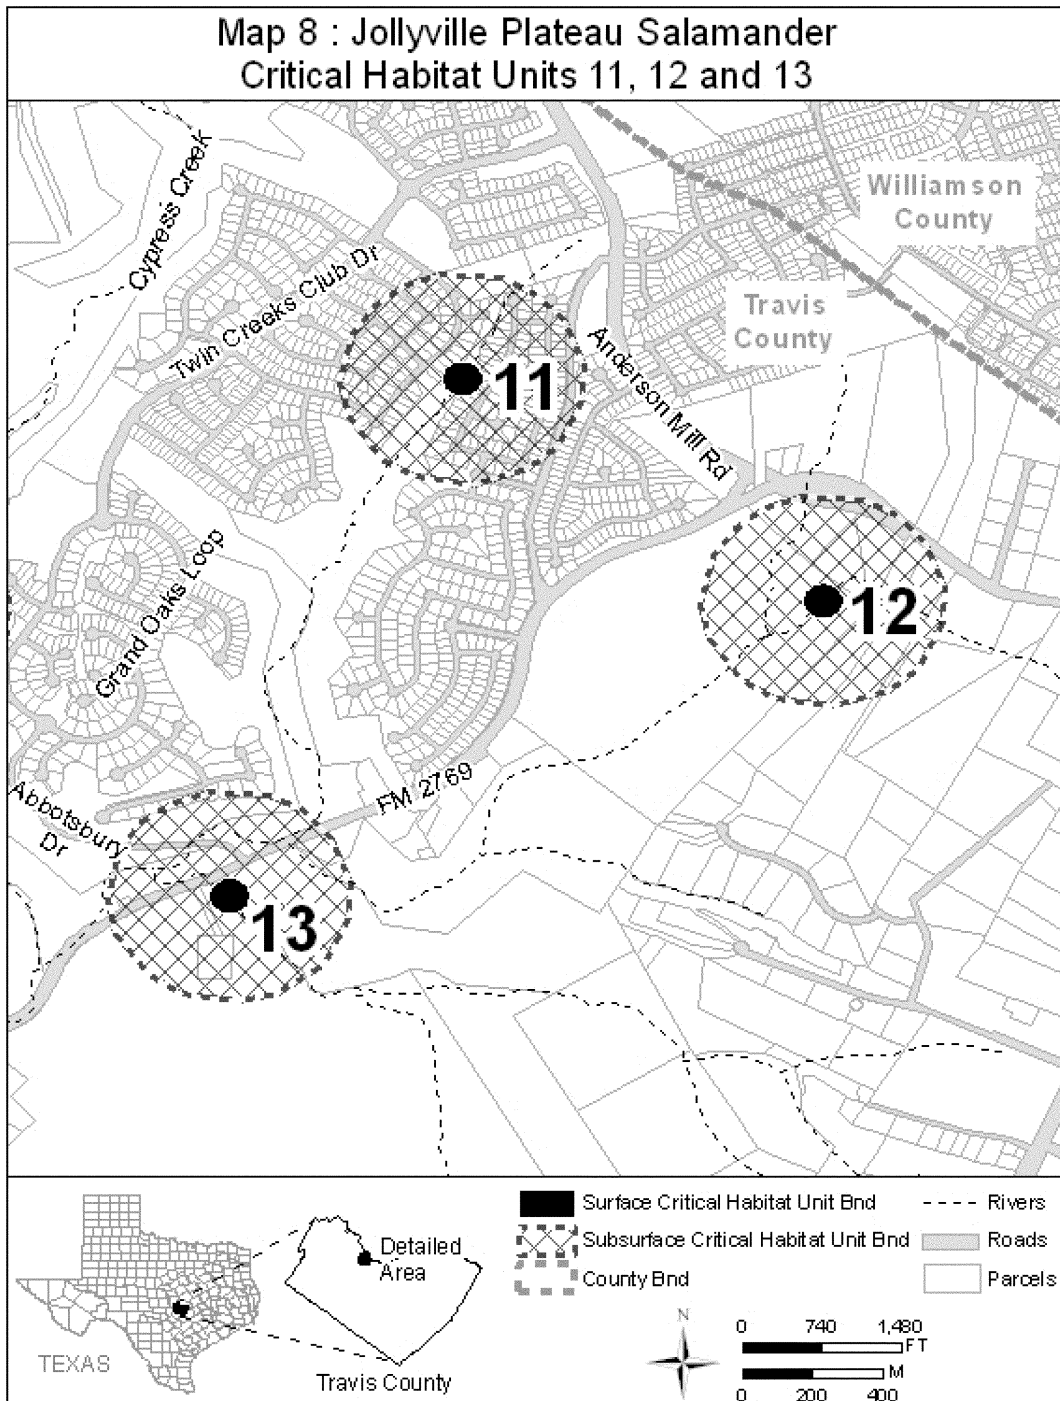 Map 8 : Jollyville Plateau Salamander
Critical Habitat Units 11, 12 and 13
Cypress Creek
Williamson
County
Twin Creeks Club Dr
Travis
County
Anderson Mill Rd
11
12
Grand Oaks Loop
FM 2769
Abbotsbury
Dr
13
Surface Critical Habitat Unit Bnd
Rivers
Subsurface Critical Habitat Unit Bnd
Roads
County Bnd
Parcels
Detailed
Area
TEXAS
Travis County
N
0 740 1,480
FT
M
0 200 400